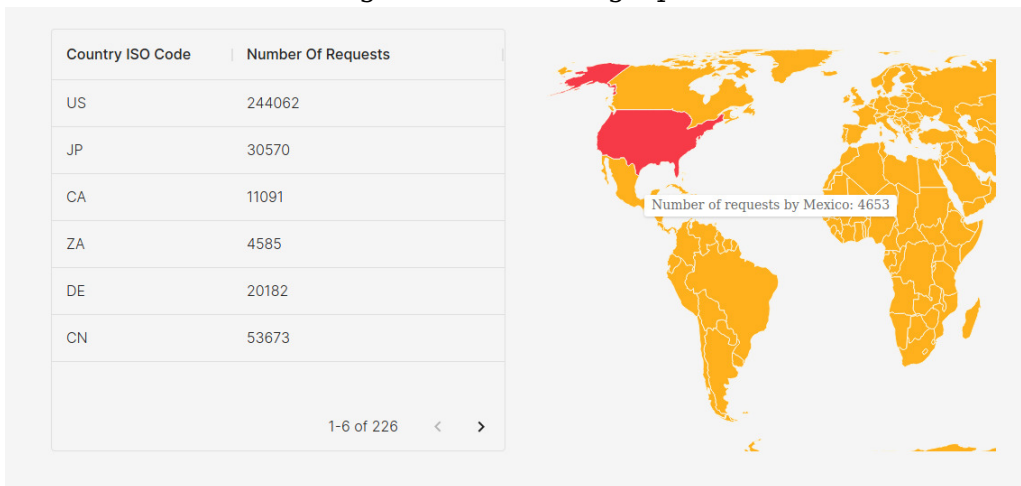 Country ISO Code Number Of Requests
US 244062
JP 30570
CA 11091
ZA 4585
DE 20182
CN 53673
1-6 of 226 < >
Number of requests by Mexico: 4653